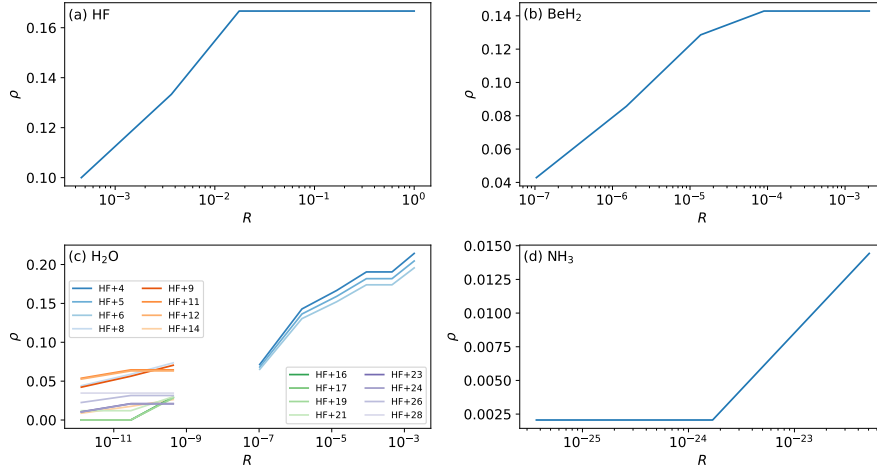 (a) HF
0.16
0.14
0.12
0.10
ρ
10⁻³
10⁻²
10⁻¹
10⁰
R
(b) BeH₂
0.14
0.12
0.10
0.08
0.06
0.04
ρ
10⁻⁷
10⁻⁶
10⁻⁵
10⁻⁴
10⁻³
R
(c) H₂O
0.20
0.15
0.10
0.05
0.00
ρ
HF+4
HF+5
HF+6
HF+8
HF+9
HF+11
HF+12
HF+14
HF+16
HF+17
HF+19
HF+21
HF+23
HF+24
HF+26
HF+28
10⁻¹¹
10⁻⁹
10⁻⁷
10⁻⁵
10⁻³
R
(d) NH₃
0.0150
0.0125
0.0100
0.0075
0.0050
0.0025
ρ
10⁻²⁵
10⁻²⁴
10⁻²³
R